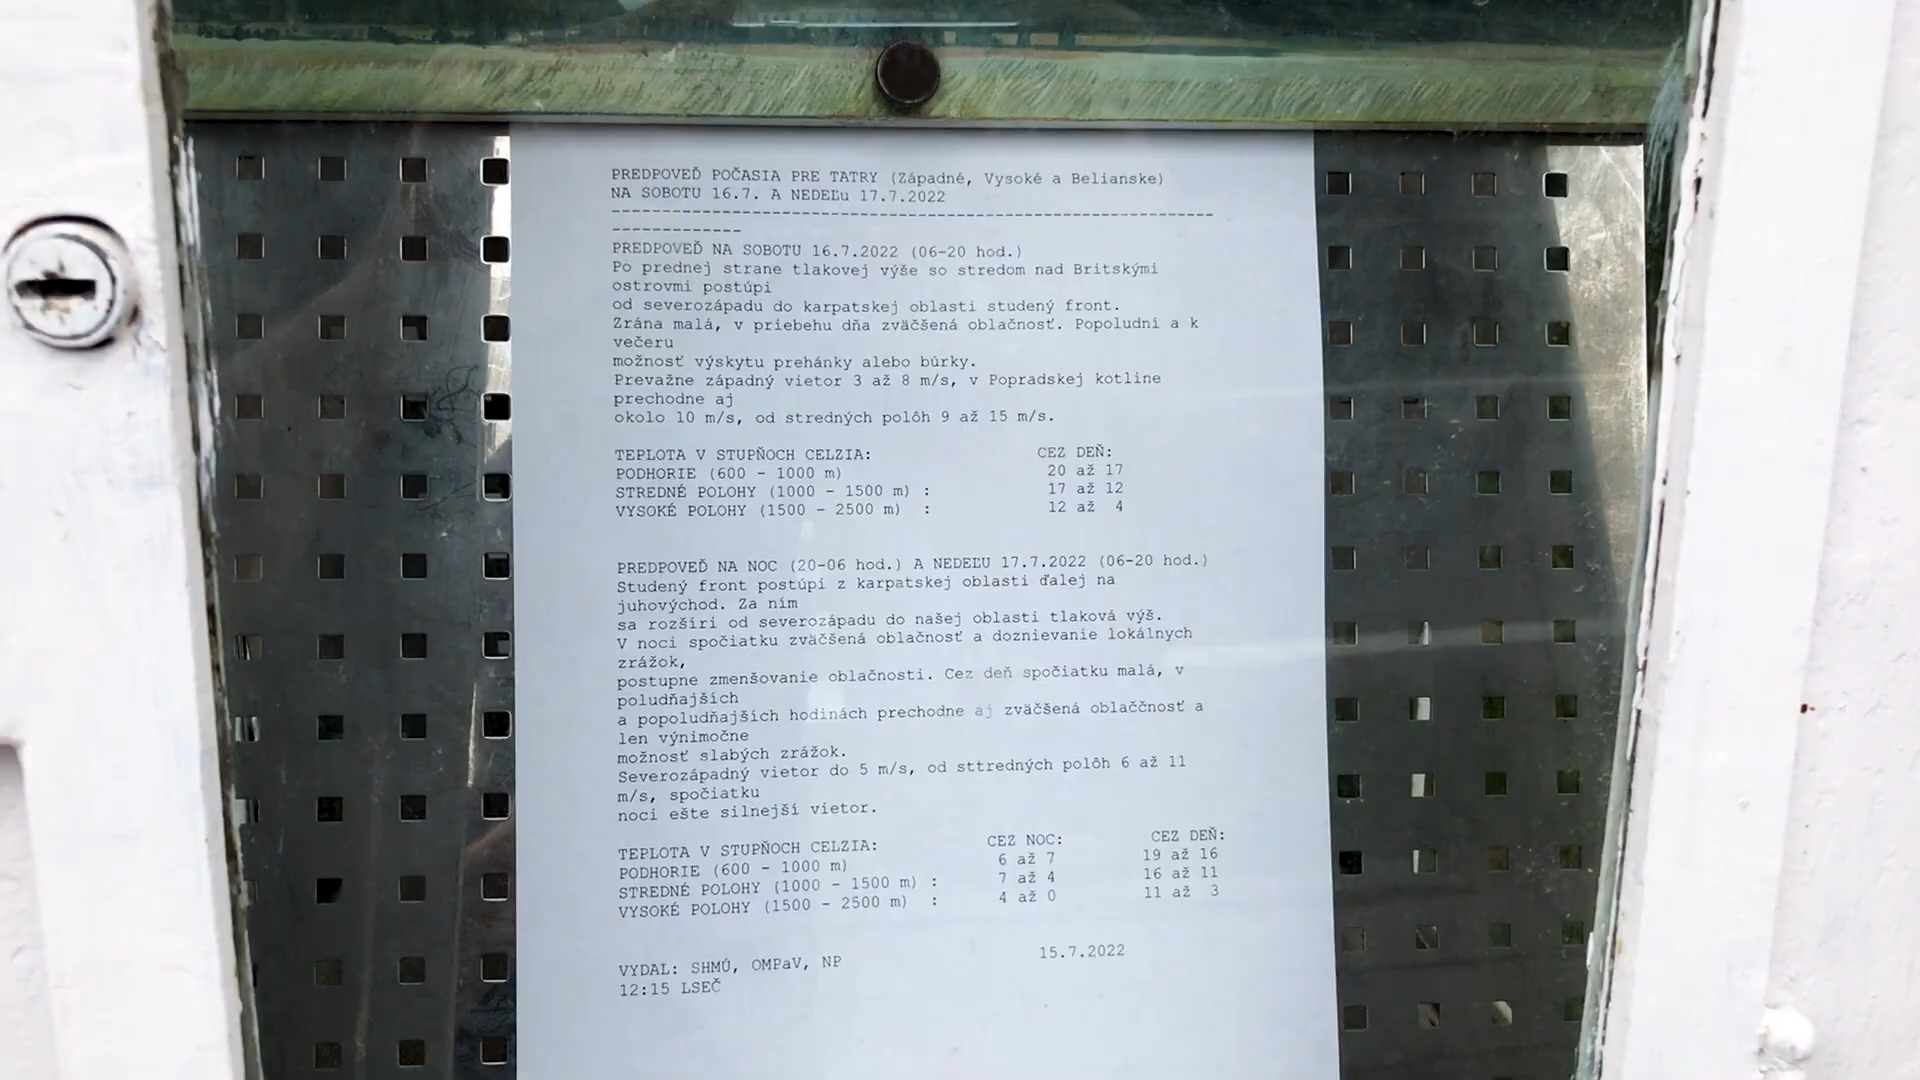 PREDPOVEĎ POČASIA PRE TATRY (Západné, Vysoké a Belianske)
NA SOBOTU 16.7. A NEDEĽu 17.7.2022
--------------------------------------------------------------------
-------------
PREDPOVEĎ NA SOBOTU 16.7.2022 (06-20 hod.)
Po prednej strane tlakovej výše so stredom nad Britskými
ostrovmi postúpi
od severozápadu do karpatskej oblasti studený front.
Zrána malá, v priebehu dňa zväčšená oblačnosť. Popoludní a k
večeru
možnosť výskytu prehánky alebo búrky.
Prevažne západný vietor 3 až 8 m/s, v Popradskej kotline
prechodne aj
okolo 10 m/s, od stredných polôh 9 až 15 m/s.
TEPLOTA V STUPŇOCH CELZIA: CEZ DEŇ:
PODHORIE (600 - 1000 m) 20 až 17
STREDNÉ POLOHY (1000 - 1500 m) : 17 až 12
VYSOKÉ POLOHY (1500 - 2500 m) : 12 až 4
PREDPOVEĎ NA NOC (20-06 hod.) A NEDEĽU 17.7.2022 (06-20 hod.)
Studený front postúpi z karpatskej oblasti ďalej na
juhovýchod. Za ním
sa rozšíri od severozápadu do našej oblasti tlaková výš.
V noci spočiatku zväčšená oblačnosť a doznievanie lokálnych
zrážok,
postupne zmenšovanie oblačnosti. Cez deň spočiatku malá, v
poludňajších
a popoludňajších hodinách prechodne aj zväčšená oblaččnosť a
len výnimočne
možnosť slabých zrážok.
Severozápadný vietor do 5 m/s, od sttredných polôh 6 až 11
m/s, spočiatku
noci ešte silnejší vietor.
TEPLOTA V STUPŇOCH CELZIA: CEZ NOC: CEZ DEŇ:
PODHORIE (600 - 1000 m) 6 až 7 19 až 16
STREDNÉ POLOHY (1000 - 1500 m) : 7 až 4 16 až 11
VYSOKÉ POLOHY (1500 - 2500 m) : 4 až 0 11 až 3
VYDAL: SHMÚ, OMPaV, NP 15.7.2022
12:15 LSEČ